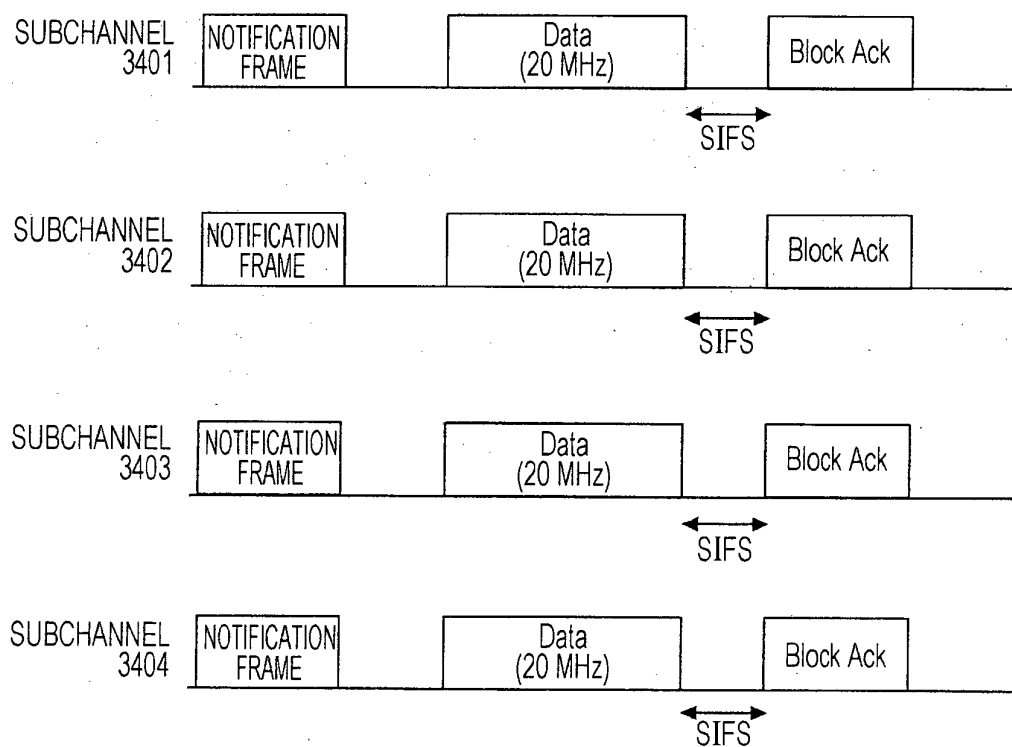 SUBCHANNEL
3401
NOTIFICATION
FRAME
Data
(20 MHz)
Block Ack
SIFS
SUBCHANNEL
3402
NOTIFICATION
FRAME
Data
(20 MHz)
Block Ack
SIFS
SUBCHANNEL
3403
NOTIFICATION
FRAME
Data
(20 MHz)
Block Ack
SIFS
SUBCHANNEL
3404
NOTIFICATION
FRAME
Data
(20 MHz)
Block Ack
SIFS